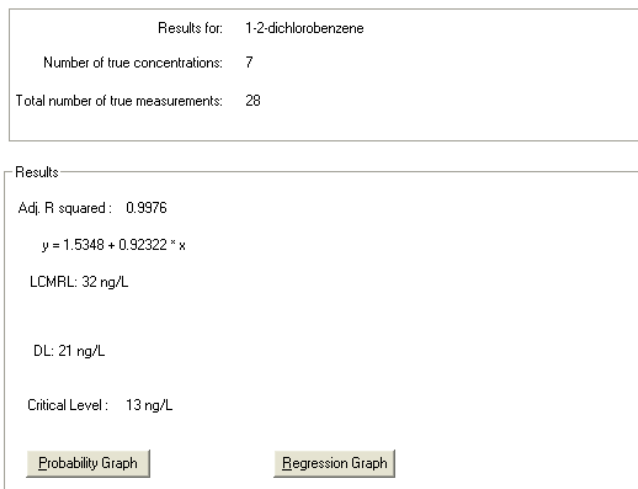 Results for: 1-2-dichlorobenzene
Number of true concentrations: 7
Total number of true measurements: 28
Results
Adj. R squared : 0.9976
y = 1.5348 + 0.92322 * x
LCMRL: 32 ng/L
DL: 21 ng/L
Critical Level : 13 ng/L
Probability Graph Regression Graph